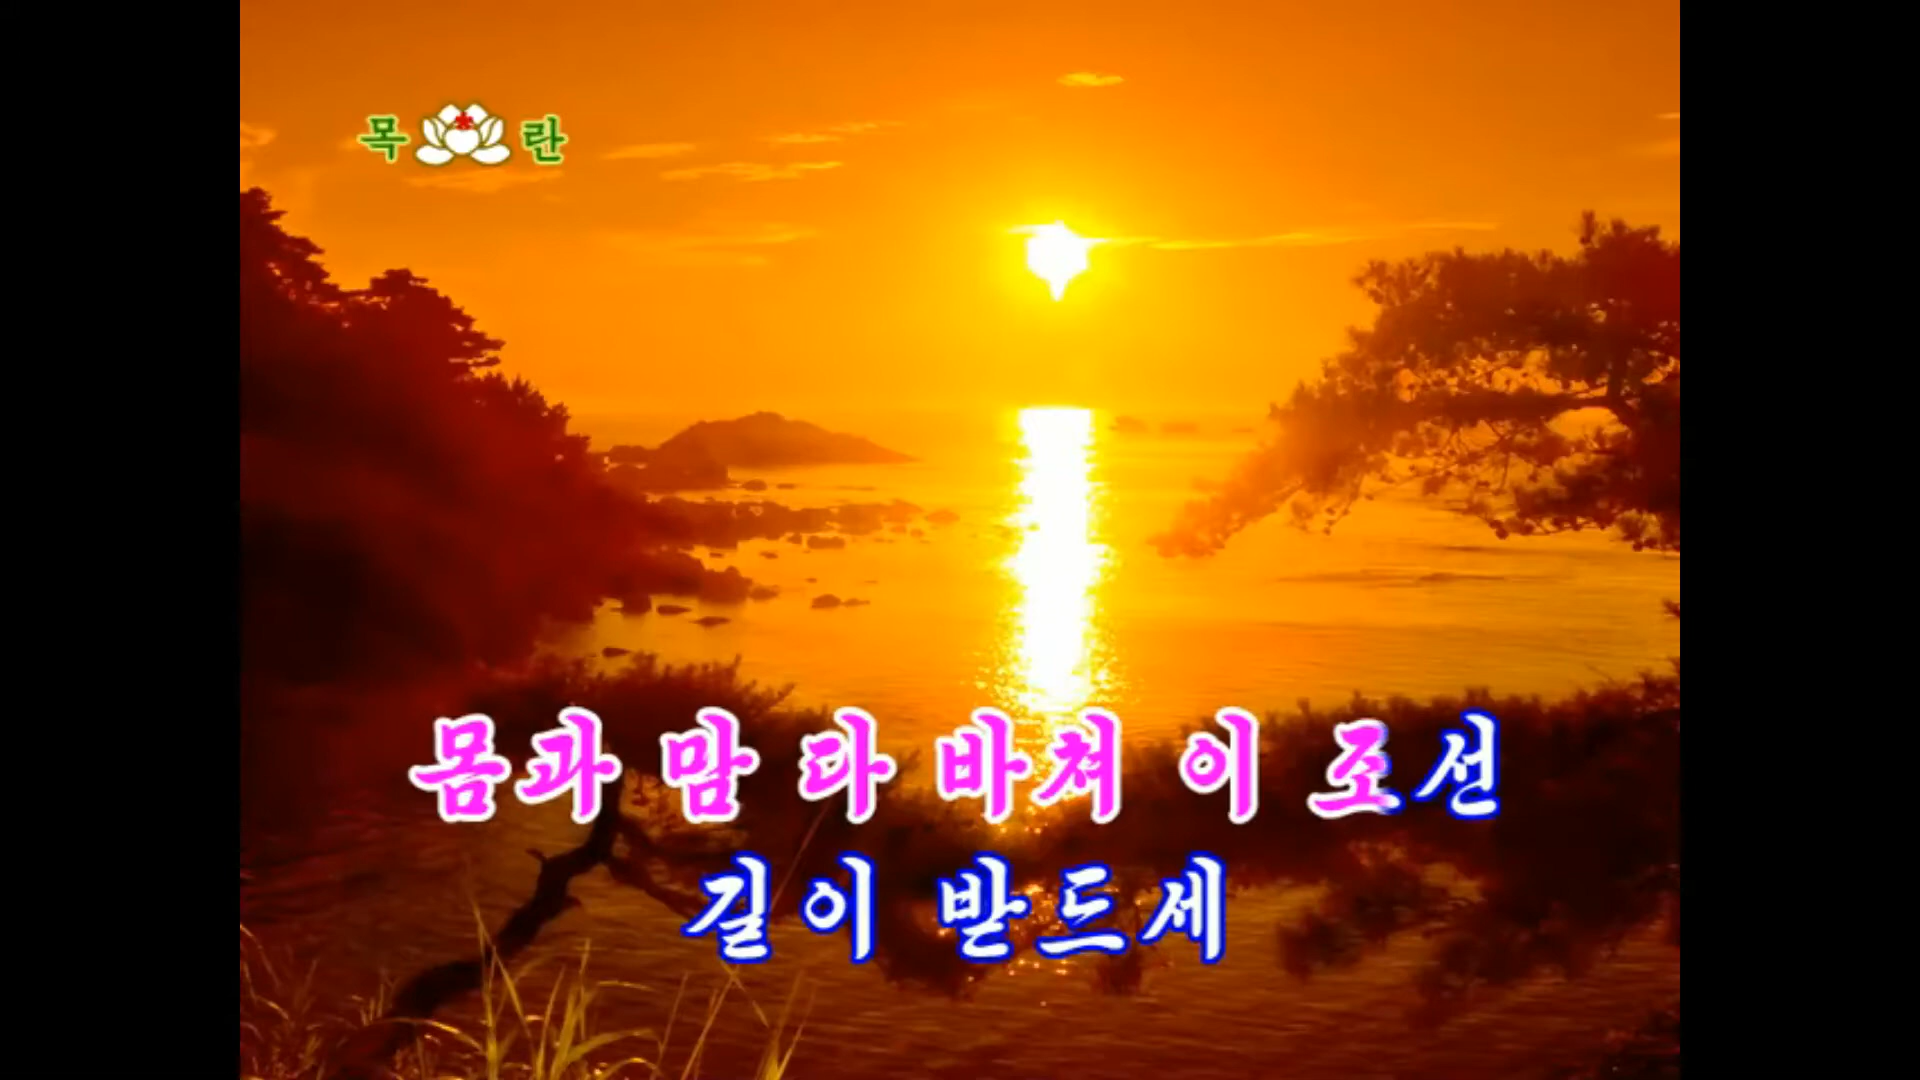 목란
몸과 맘 다 바쳐 이 조선
길이 받드세